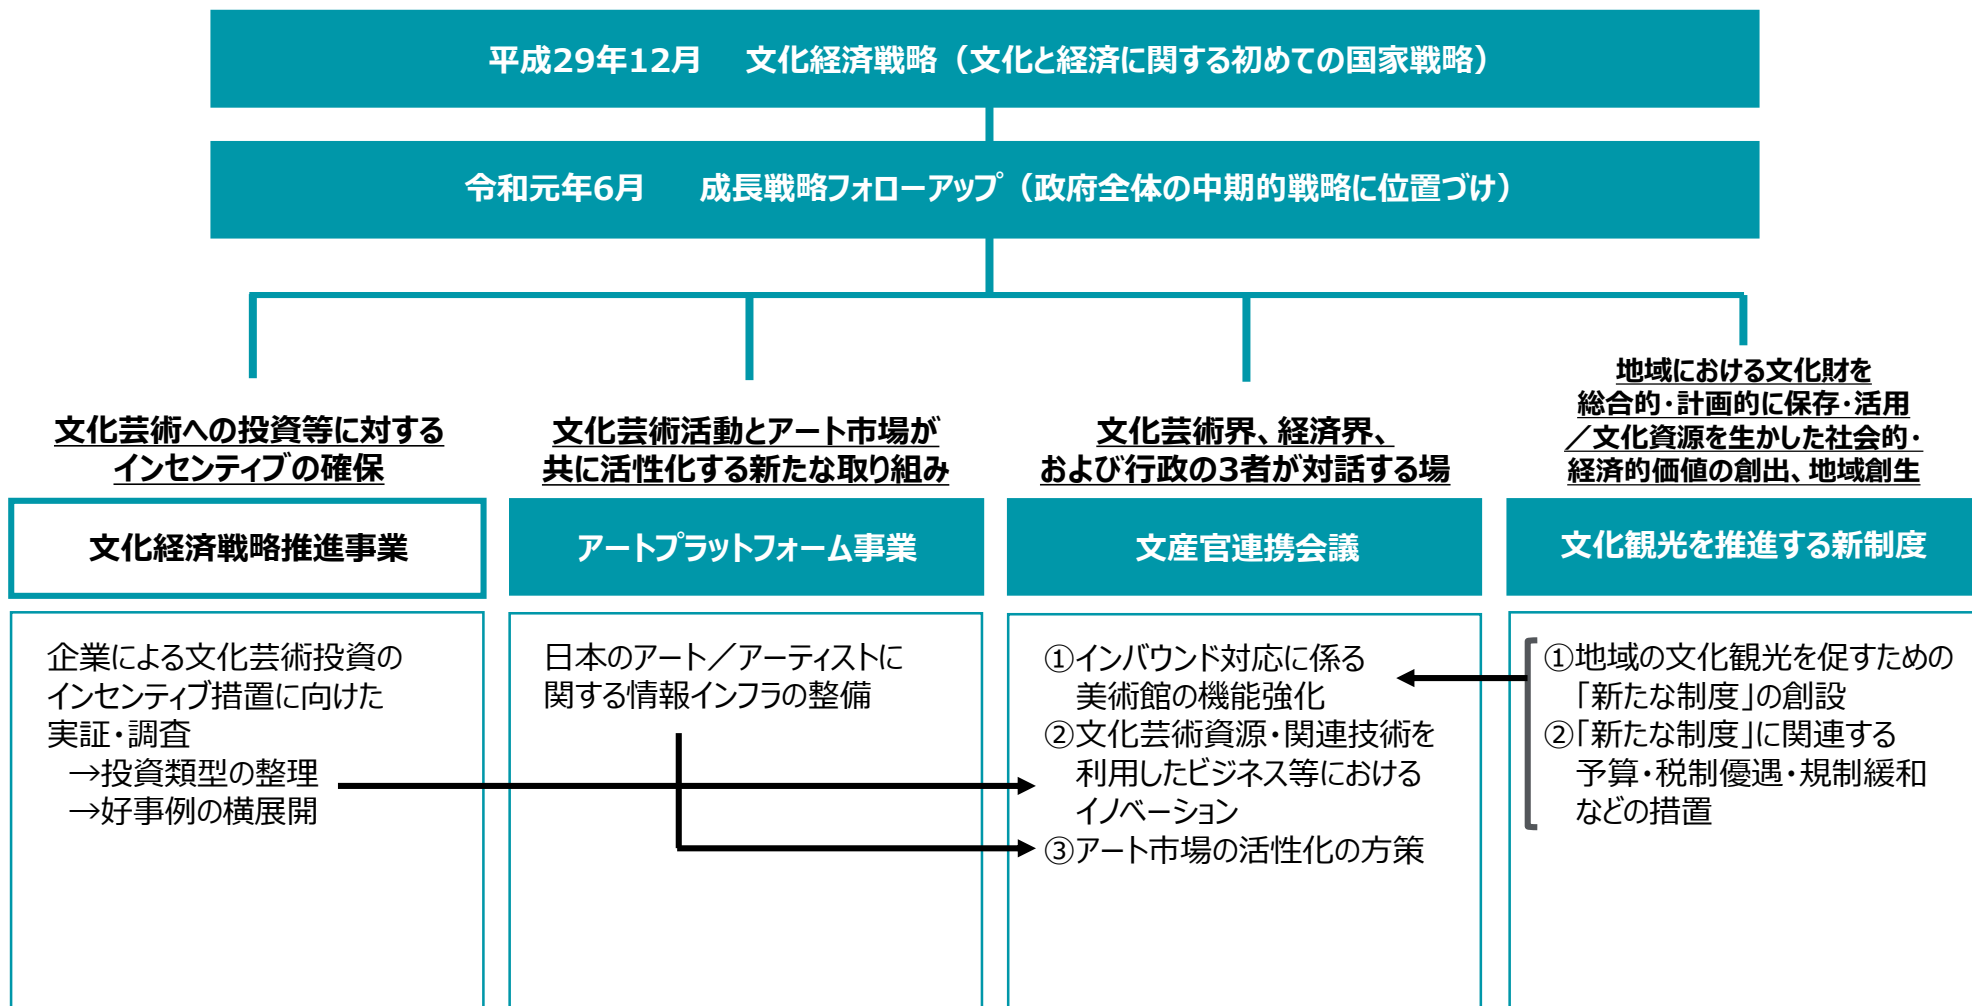 平成29年12月　文化経済戦略（文化と経済に関する初めての国家戦略）
令和元年6月　成長戦略フォローアップ（政府全体の中期的戦略に位置づけ）
文化芸術への投資等に対する
インセンティブの確保
文化経済戦略推進事業
企業による文化芸術投資の
インセンティブ措置に向けた
実証・調査
→投資類型の整理
→好事例の横展開
文化芸術活動とアート市場が
共に活性化する新たな取り組み
アートプラットフォーム事業
日本のアート／アーティストに
関する情報インフラの整備
文化芸術界、経済界、
および行政の3者が対話する場
文産官連携会議
①インバウンド対応に係る
美術館の機能強化
②文化芸術資源・関連技術を
利用したビジネス等における
イノベーション
③アート市場の活性化の方策
地域における文化財を
総合的・計画的に保存・活用
／文化資源を生かした社会的・
経済的価値の創出、地域創生
文化観光を推進する新制度
①地域の文化観光を促すための
「新たな制度」の創設
②「新たな制度」に関連する
予算・税制優遇・規制緩和
などの措置